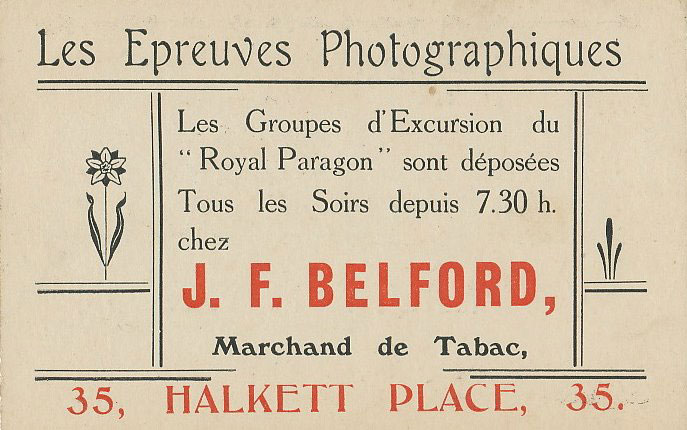 Les Epreuves Photographiques
Les Groupes d'Excursion du
"Royal Paragon" sont déposées
Tous les Soirs depuis 7.30 h.
chez
J. F. BELFORD,
Marchand de Tabac,
35, HALKETT PLACE, 35.